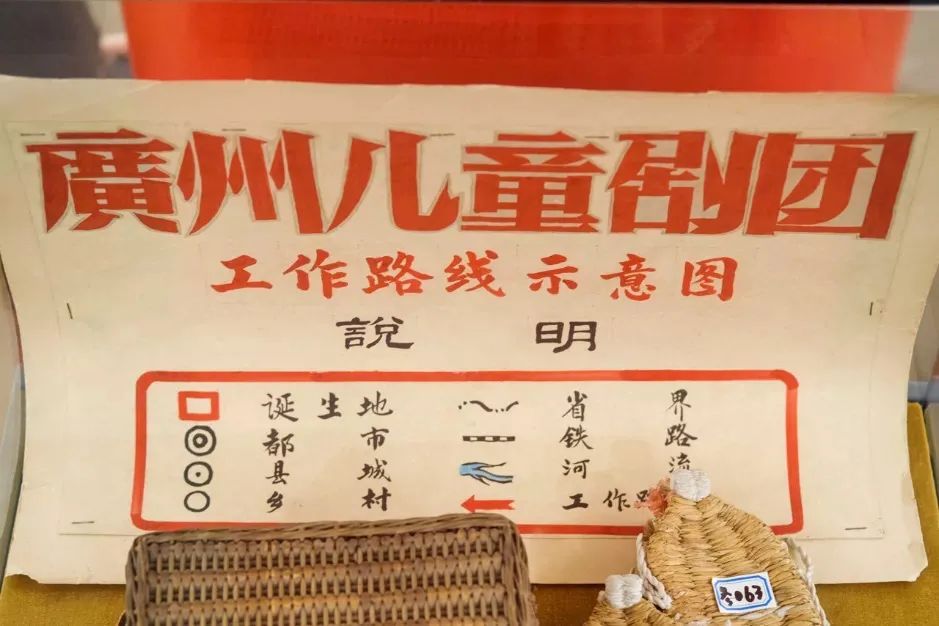 廣州儿童剧团
工作路线示意图
說 明
诞 生 地 省 界
都 市 铁 路
县 城 河 流
乡 村 工 作
063